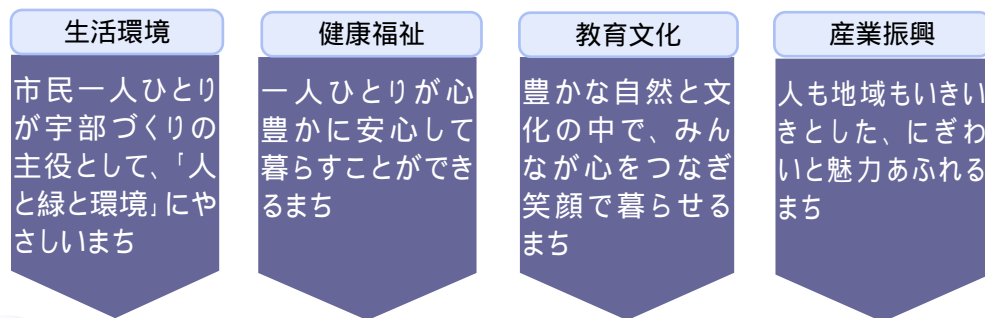 生活環境
市民一人ひとり
が宇部づくりの
主役として、「人
と緑と環境」にや
さしいまち
健康福祉
一人ひとりが心
豊かに安心して
暮らすことができ
るまち
教育文化
豊かな自然と文
化の中で、みん
なが心をつなぎ
笑顔で暮らせる
まち
産業振興
人も地域もいきい
きとした、にぎわ
いと魅力あふれる
まち